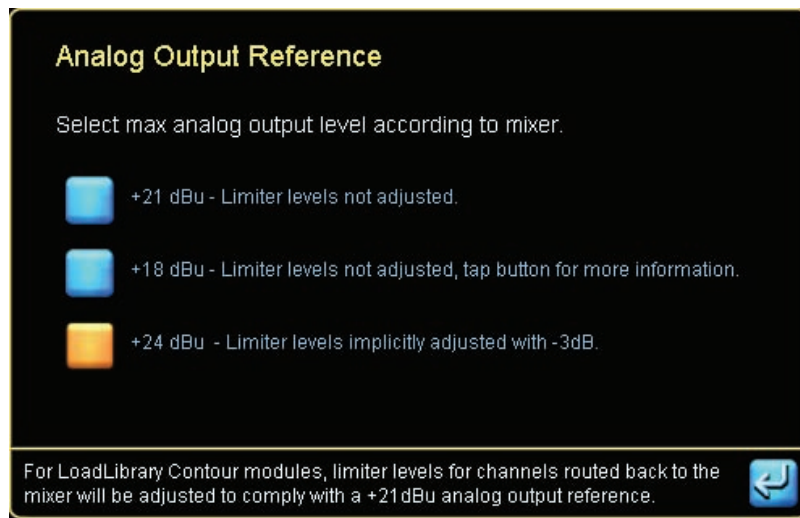 Analog Output Reference
Select max analog output level according to mixer.
+21 dBu - Limiter levels not adjusted.
+18 dBu - Limiter levels not adjusted, tap button for more information.
+24 dBu - Limiter levels implicitly adjusted with -3dB.
For LoadLibrary Contour modules, limiter levels for channels routed back to the
mixer will be adjusted to comply with a +21dBu analog output reference.